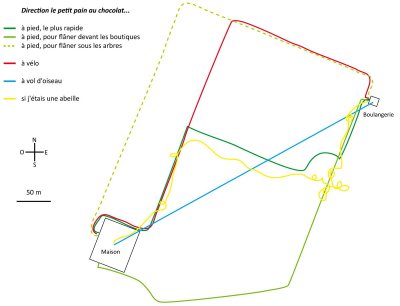 Direction le petit pain au chocolat...
à pied, le plus rapide
à pied, pour flâner devant les boutiques
à pied, pour flâner sous les arbres
à vélo
à vol d'oiseau
si j'étais une abeille
N
O E
S
50 m
Boulangerie
Maison